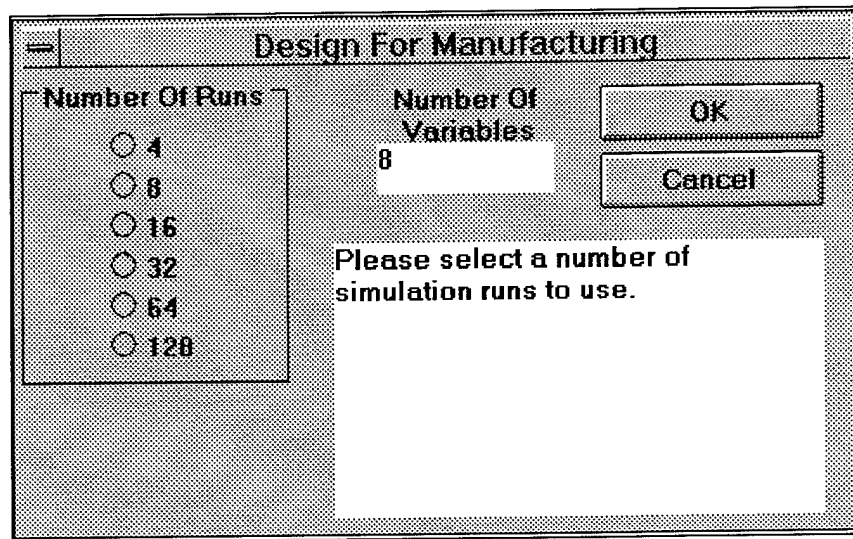 Design For Manufacturing
Number Of Runs
4
8
16
32
64
128
Number Of
Variables
8
OK
Cancel
Please select a number of
simulation runs to use.